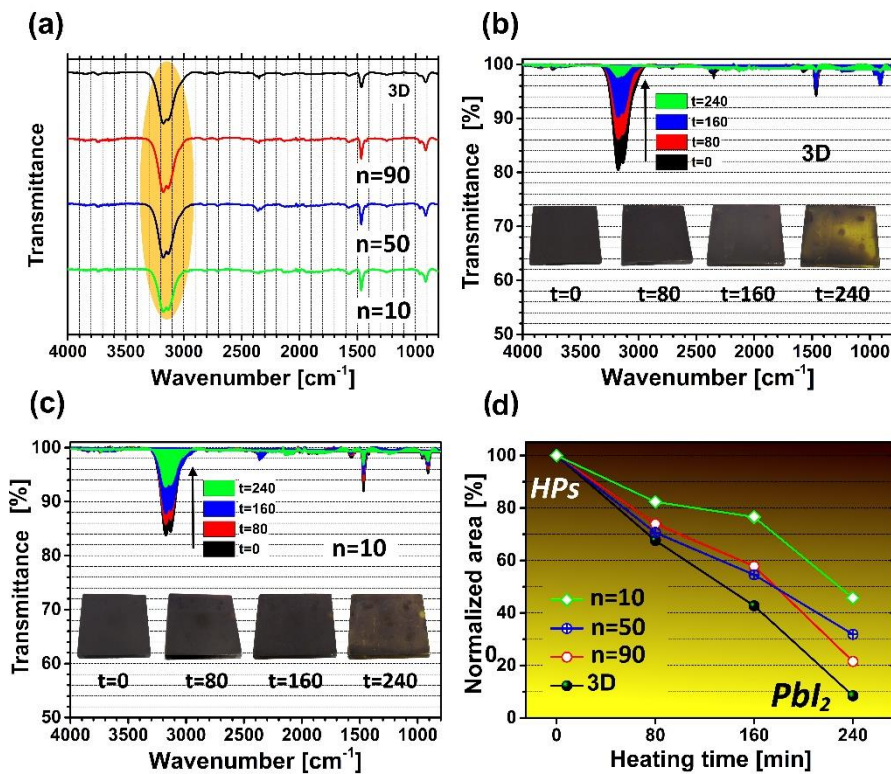 (a)
3D
n=90
n=50
n=10
Transmittance
4000 3500 3000 2500 2000 1500 1000
Wavenumber [cm⁻¹]
(b)
100
90
80
70
60
50
Transmittance [%]
t=240
t=160
t=80
t=0
3D
t=0 t=80 t=160 t=240
4000 3500 3000 2500 2000 1500 1000
Wavenumber [cm⁻¹]
(c)
100
90
80
70
60
50
Transmittance [%]
t=240
t=160
t=80
t=0
n=10
t=0 t=80 t=160 t=240
4000 3500 3000 2500 2000 1500 1000
Wavenumber [cm⁻¹]
(d)
100
80
60
40
20
0
0
Normalized area [%]
HPs
n=10
n=50
n=90
3D
PbI₂
0 80 160 240
Heating time [min]